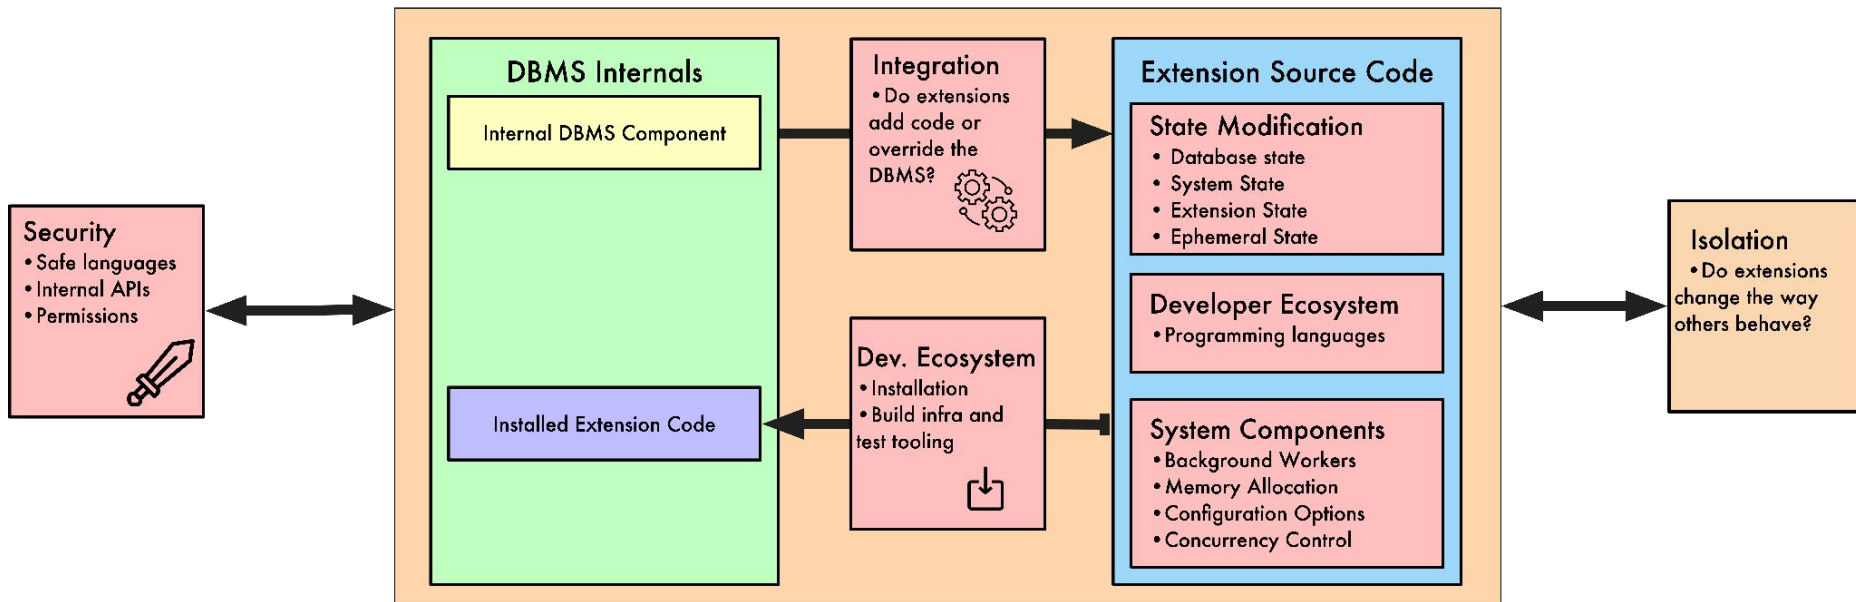 Security
• Safe languages
• Internal APIs
• Permissions
DBMS Internals
Internal DBMS Component
Installed Extension Code
Integration
• Do extensions
add code or
override the
DBMS?
Dev. Ecosystem
• Installation
• Build infra and
test tooling
Extension Source Code
State Modification
• Database state
• System State
• Extension State
• Ephemeral State
Developer Ecosystem
• Programming languages
System Components
• Background Workers
• Memory Allocation
• Configuration Options
• Concurrency Control
Isolation
• Do extensions
change the way
others behave?